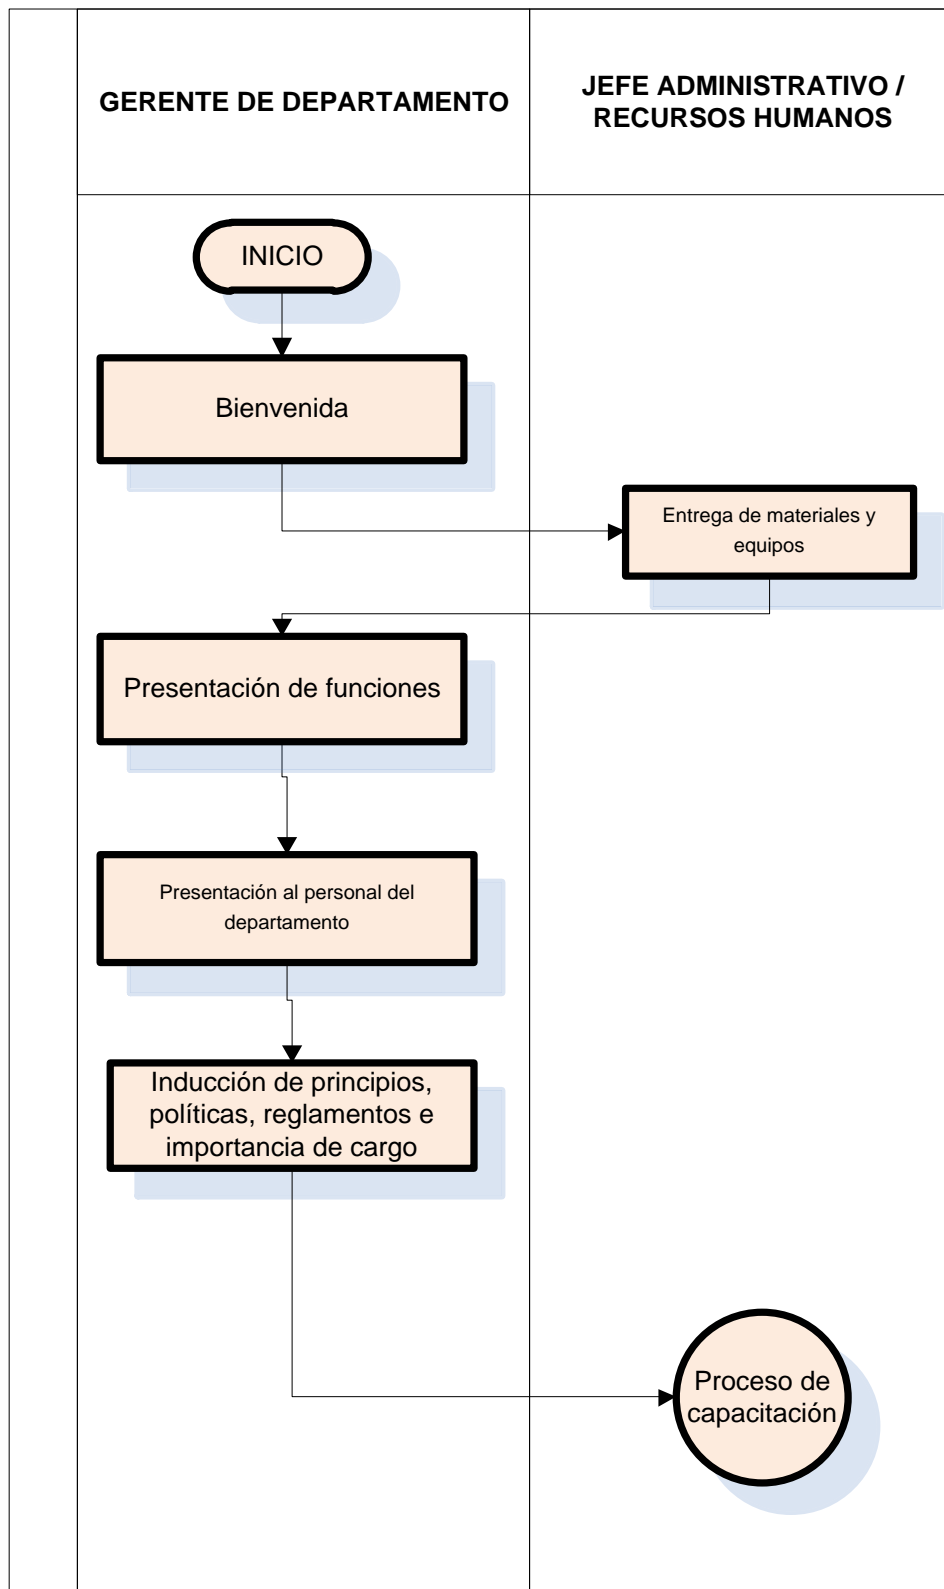 GERENTE DE DEPARTAMENTO
JEFE ADMINISTRATIVO /
RECURSOS HUMANOS
INICIO
Bienvenida
Entrega de materiales y
equipos
Presentación de funciones
Presentación al personal del
departamento
Inducción de principios,
políticas, reglamentos e
importancia de cargo
Proceso de
capacitación